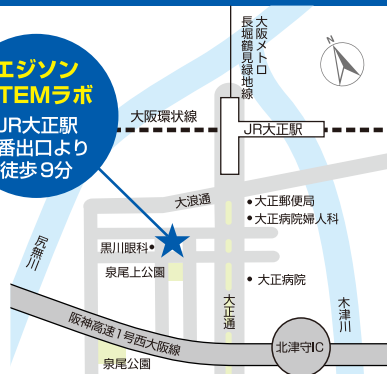 エジソン
TEMラボ
JR大正駅
番出口より
徒歩9分
大阪メトロ
長堀鶴見緑地線
N
大阪環状線
JR大正駅
大浪通
大正郵便局
大正病院婦人科
黒川眼科
泉尾上公園
大正病院
尻無川
大正通
木津川
阪神高速1号西大阪線
北津守IC
泉尾公園